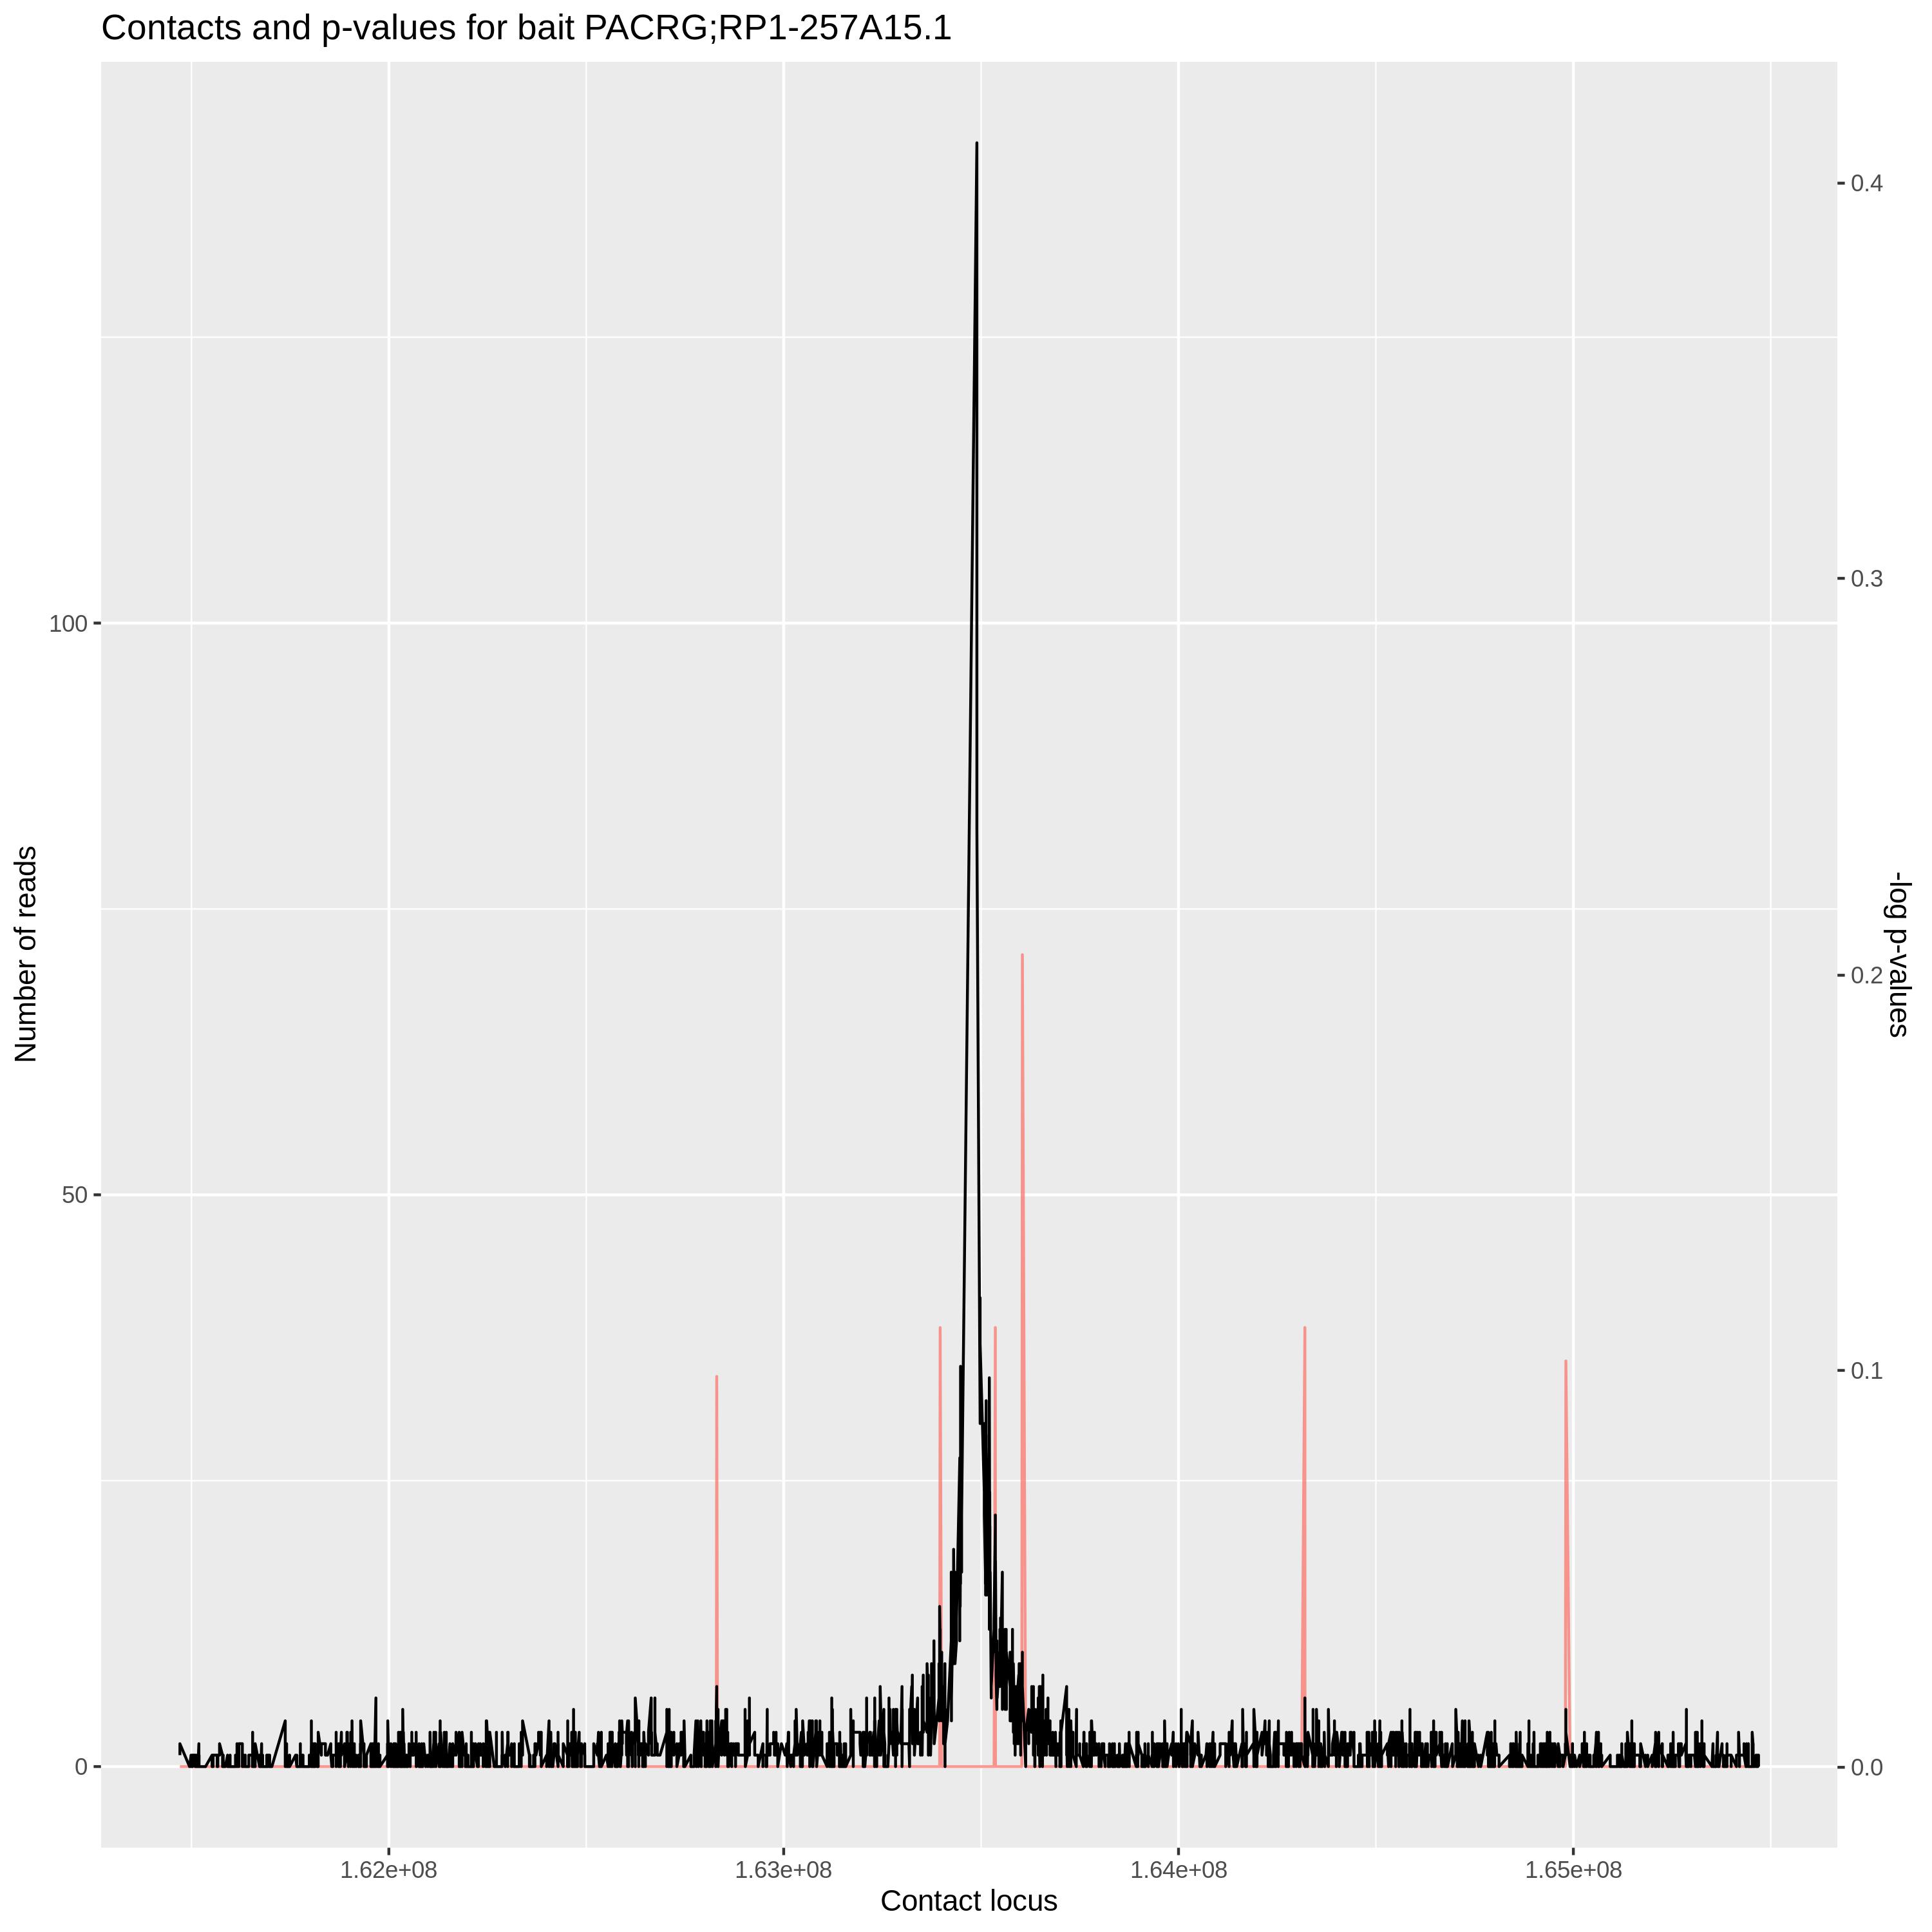 Contacts and p-values for bait PACRG;RP1-257A15.1
Number of reads
100
50
0
0.4
0.3
0.2
0.1
0.0
-log p-values
1.62e+08
1.63e+08
1.64e+08
1.65e+08
Contact locus